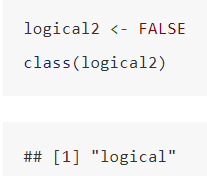 logical2 <- FALSE
class(logical2)
## [1] "logical"